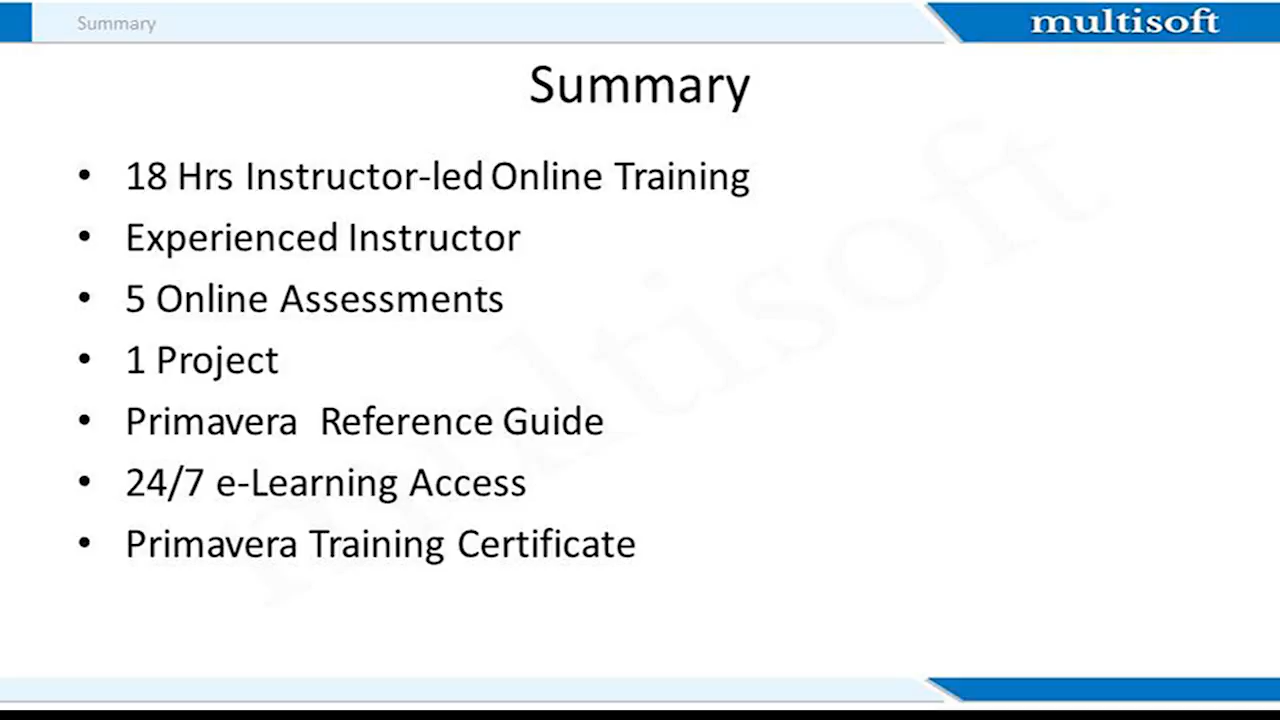 Summary
multisoft
Summary
• 18 Hrs Instructor-led Online Training
• Experienced Instructor
• 5 Online Assessments
• 1 Project
• Primavera  Reference Guide
• 24/7 e-Learning Access
• Primavera Training Certificate
multisoft